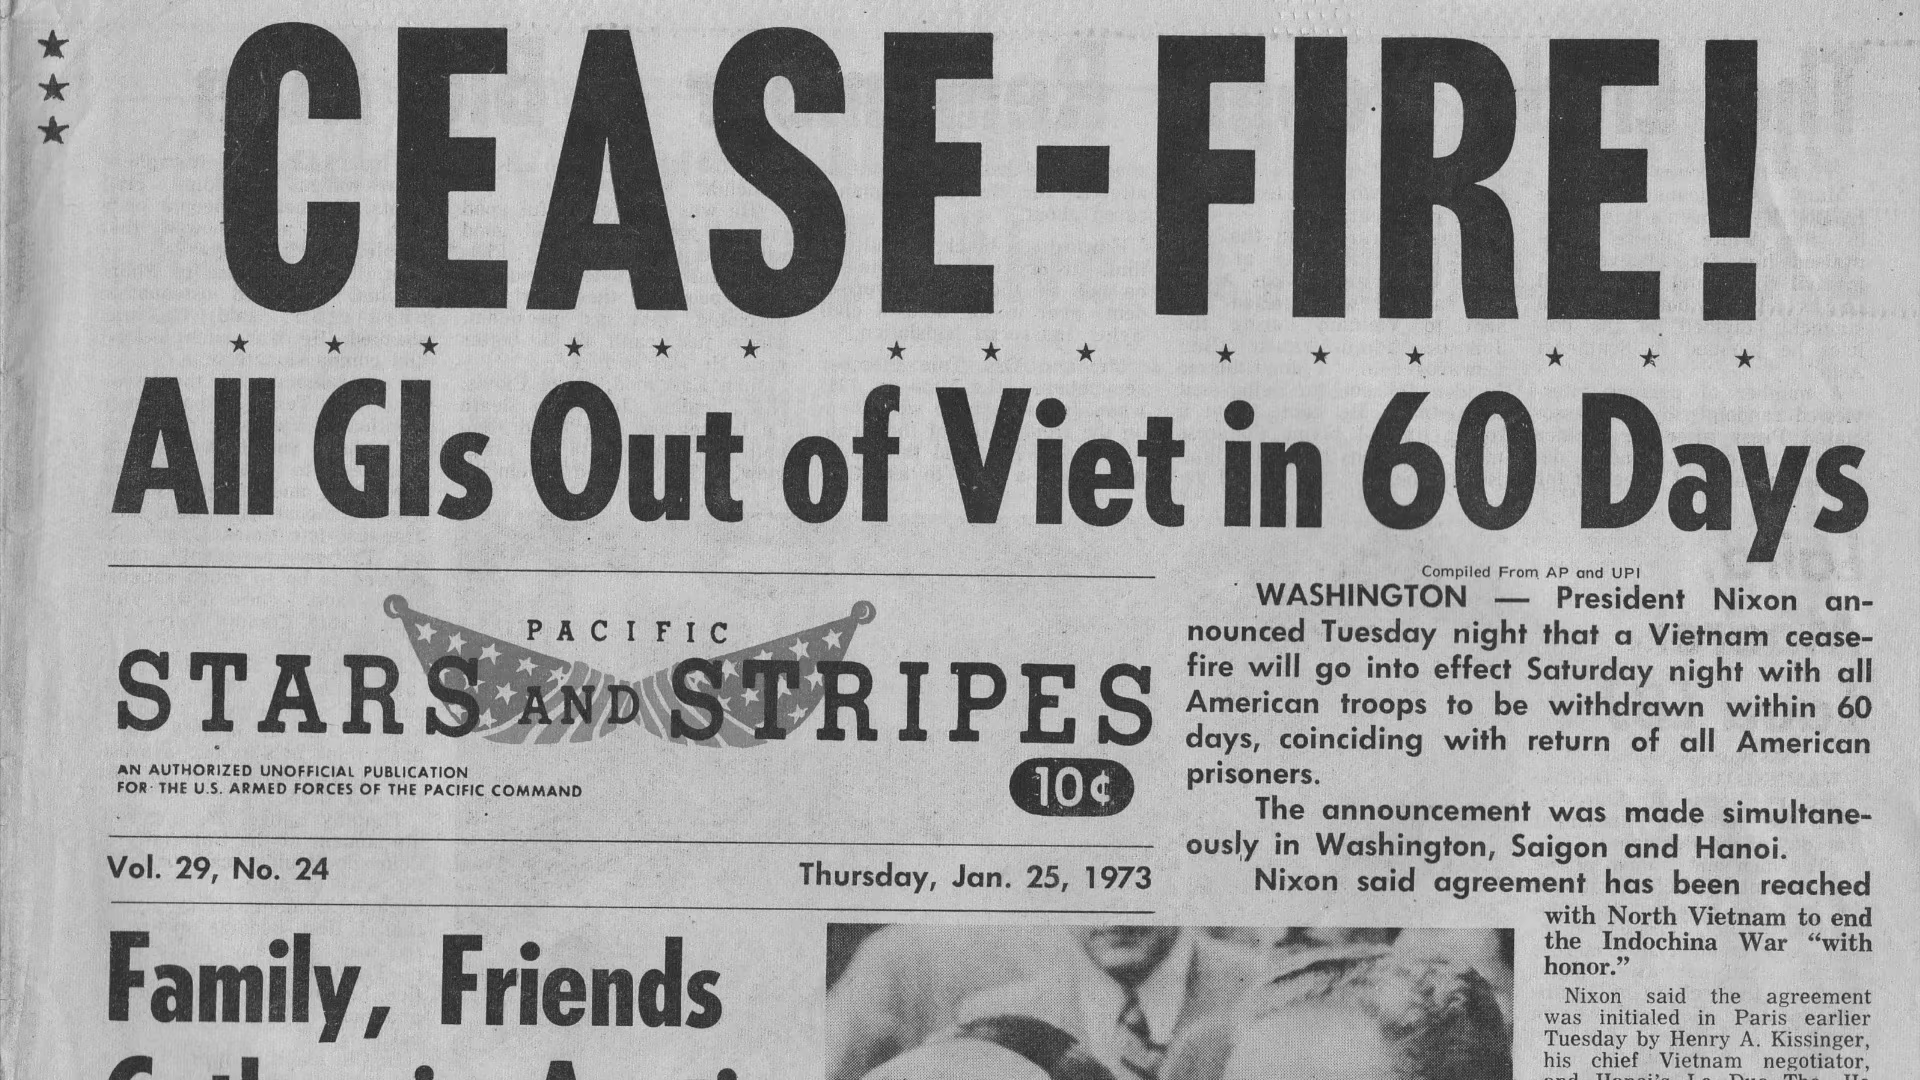 CEASE-FIRE!
All GIs Out of Viet in 60 Days
PACIFIC
STARS AND STRIPES
AN AUTHORIZED UNOFFICIAL PUBLICATION
FOR THE U.S. ARMED FORCES OF THE PACIFIC COMMAND
10¢
Vol. 29, No. 24
Thursday, Jan. 25, 1973
Compiled From AP and UPI
WASHINGTON — President Nixon an-
nounced Tuesday night that a Vietnam cease-
fire will go into effect Saturday night with all
American troops to be withdrawn within 60
days, coinciding with return of all American
prisoners.
The announcement was made simultane-
ously in Washington, Saigon and Hanoi.
Nixon said agreement has been reached
with North Vietnam to end
the Indochina War “with
honor.”
Nixon said the agreement
was initialed in Paris earlier
Tuesday by Henry A. Kissinger,
his chief Vietnam negotiator,
Family, Friends